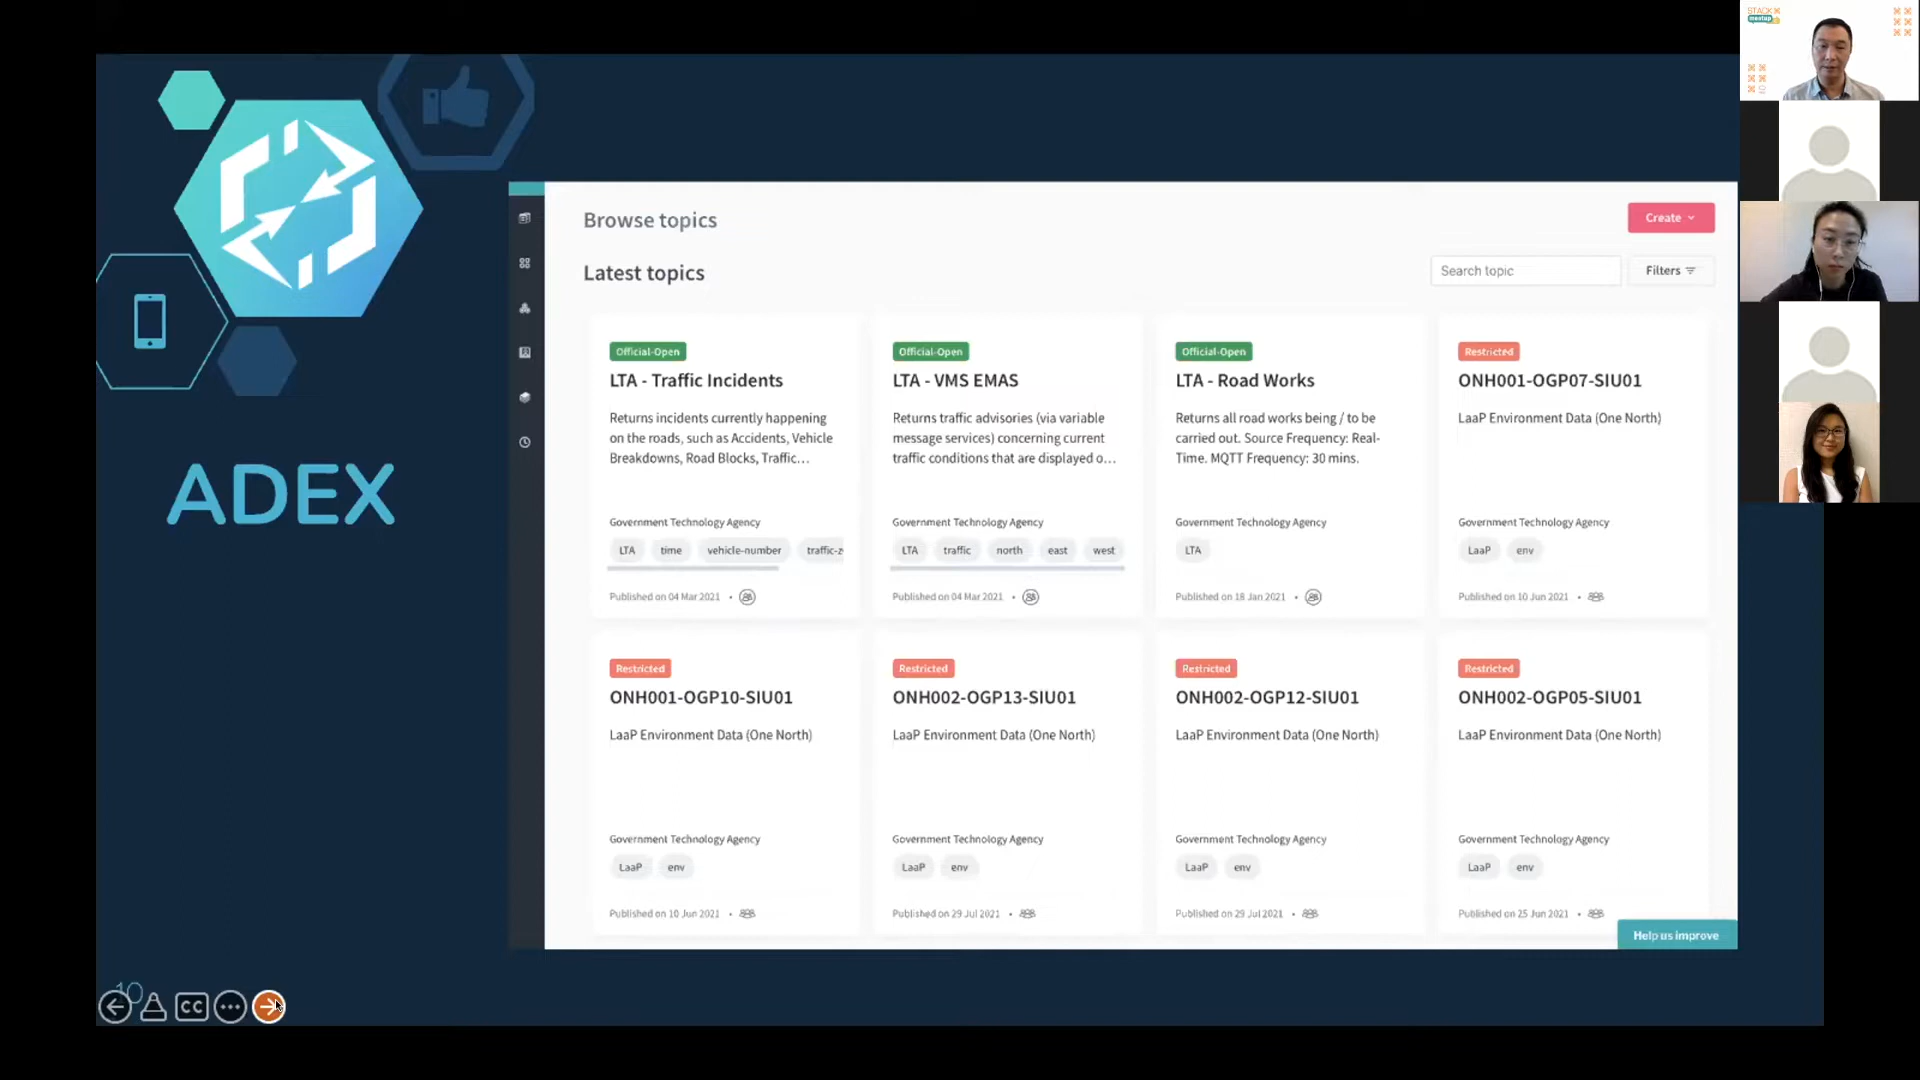 STACK
meetup
ADEX
Browse topics
Create
Latest topics
Search topic
Filters
Official-Open
LTA - Traffic Incidents
Returns incidents currently happening
on the roads, such as Accidents, Vehicle
Breakdowns, Road Blocks, Traffic...
Government Technology Agency
LTA time vehicle-number traffic-z
Published on 04 Mar 2021
Official-Open
LTA - VMS EMAS
Returns traffic advisories (via variable
message services) concerning current
traffic conditions that are displayed o...
Government Technology Agency
LTA traffic north east west
Published on 04 Mar 2021
Official-Open
LTA - Road Works
Returns all road works being / to be
carried out. Source Frequency: Real-
Time. MQTT Frequency: 30 mins.
Government Technology Agency
LTA
Published on 18 Jan 2021
Restricted
ONH001-OGP07-SIU01
LaaP Environment Data (One North)
Government Technology Agency
LaaP env
Published on 10 Jun 2021
Restricted
ONH001-OGP10-SIU01
LaaP Environment Data (One North)
Government Technology Agency
LaaP env
Published on 10 Jun 2021
Restricted
ONH002-OGP13-SIU01
LaaP Environment Data (One North)
Government Technology Agency
LaaP env
Published on 29 Jul 2021
Restricted
ONH002-OGP12-SIU01
LaaP Environment Data (One North)
Government Technology Agency
LaaP env
Published on 29 Jul 2021
Restricted
ONH002-OGP05-SIU01
LaaP Environment Data (One North)
Government Technology Agency
LaaP env
Published on 25 Jun 2021
Help us improve
10
CC